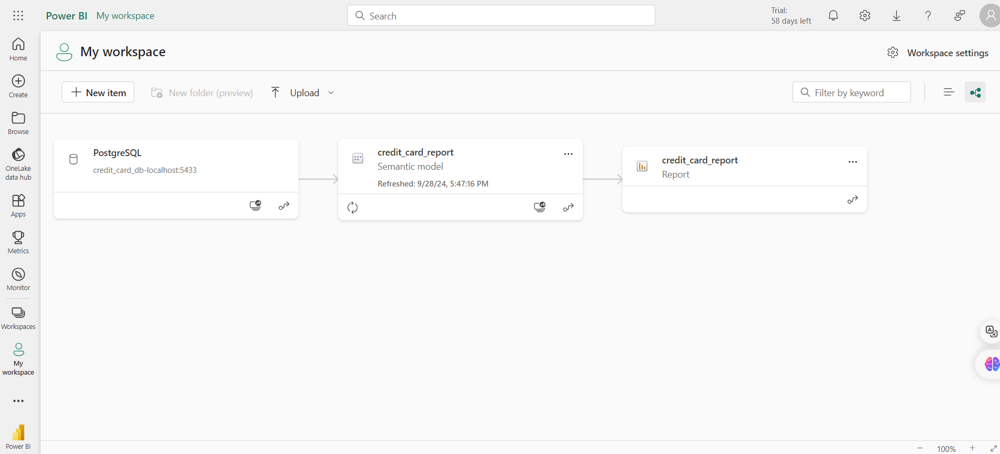 Power BI My workspace
Search
Trial:
58 days left
Home
Create
Browse
OneLake
data hub
Apps
Metrics
Monitor
Workspaces
My
workspace
Power BI
My workspace
Workspace settings
New item
New folder (preview)
Upload
Filter by keyword
PostgreSQL
credit_card_db-localhost:5433
credit_card_report
Semantic model
Refreshed: 9/28/24, 5:47:16 PM
credit_card_report
Report
100%